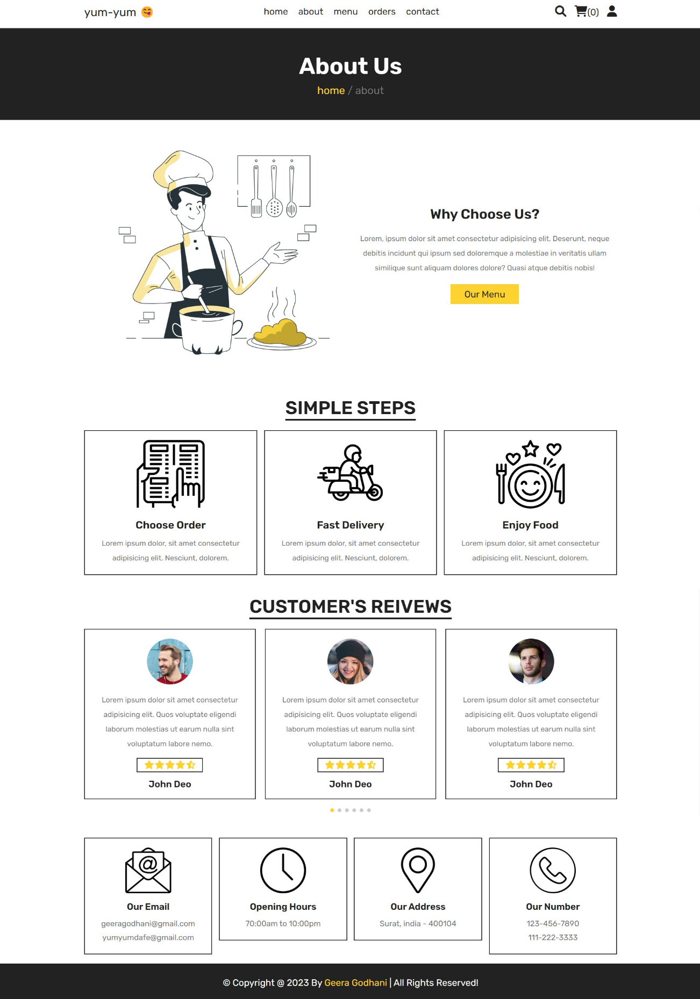 yum-yum 😋
home about menu orders contact
(0)
About Us
home / about
Why Choose Us?
Lorem, ipsum dolor sit amet consectetur adipisicing elit. Deserunt, neque
debitis incidunt qui ipsum sed doloremque a molestiae in veritatis ullam
similique sunt aliquam dolores dolore? Quasi atque debitis nobis!
Our Menu
SIMPLE STEPS
Choose Order
Lorem ipsum dolor, sit amet consectetur
adipisicing elit. Nesciunt, dolorem.
Fast Delivery
Lorem ipsum dolor, sit amet consectetur
adipisicing elit. Nesciunt, dolorem.
Enjoy Food
Lorem ipsum dolor, sit amet consectetur
adipisicing elit. Nesciunt, dolorem.
CUSTOMER'S REIVEWS
Lorem ipsum dolor sit amet consectetur
adipisicing elit. Quos voluptate eligendi
laborum molestias ut earum nulla sint
voluptatum labore nemo.
John Deo
Lorem ipsum dolor sit amet consectetur
adipisicing elit. Quos voluptate eligendi
laborum molestias ut earum nulla sint
voluptatum labore nemo.
John Deo
Lorem ipsum dolor sit amet consectetur
adipisicing elit. Quos voluptate eligendi
laborum molestias ut earum nulla sint
voluptatum labore nemo.
John Deo
@
Our Email
geeragodhani@gmail.com
yumyumdafe@gmail.com
Opening Hours
70:00am to 10:00pm
Our Address
Surat, india - 400104
Our Number
123-456-7890
111-222-3333
© Copyright @ 2023 By Geera Godhani | All Rights Reserved!